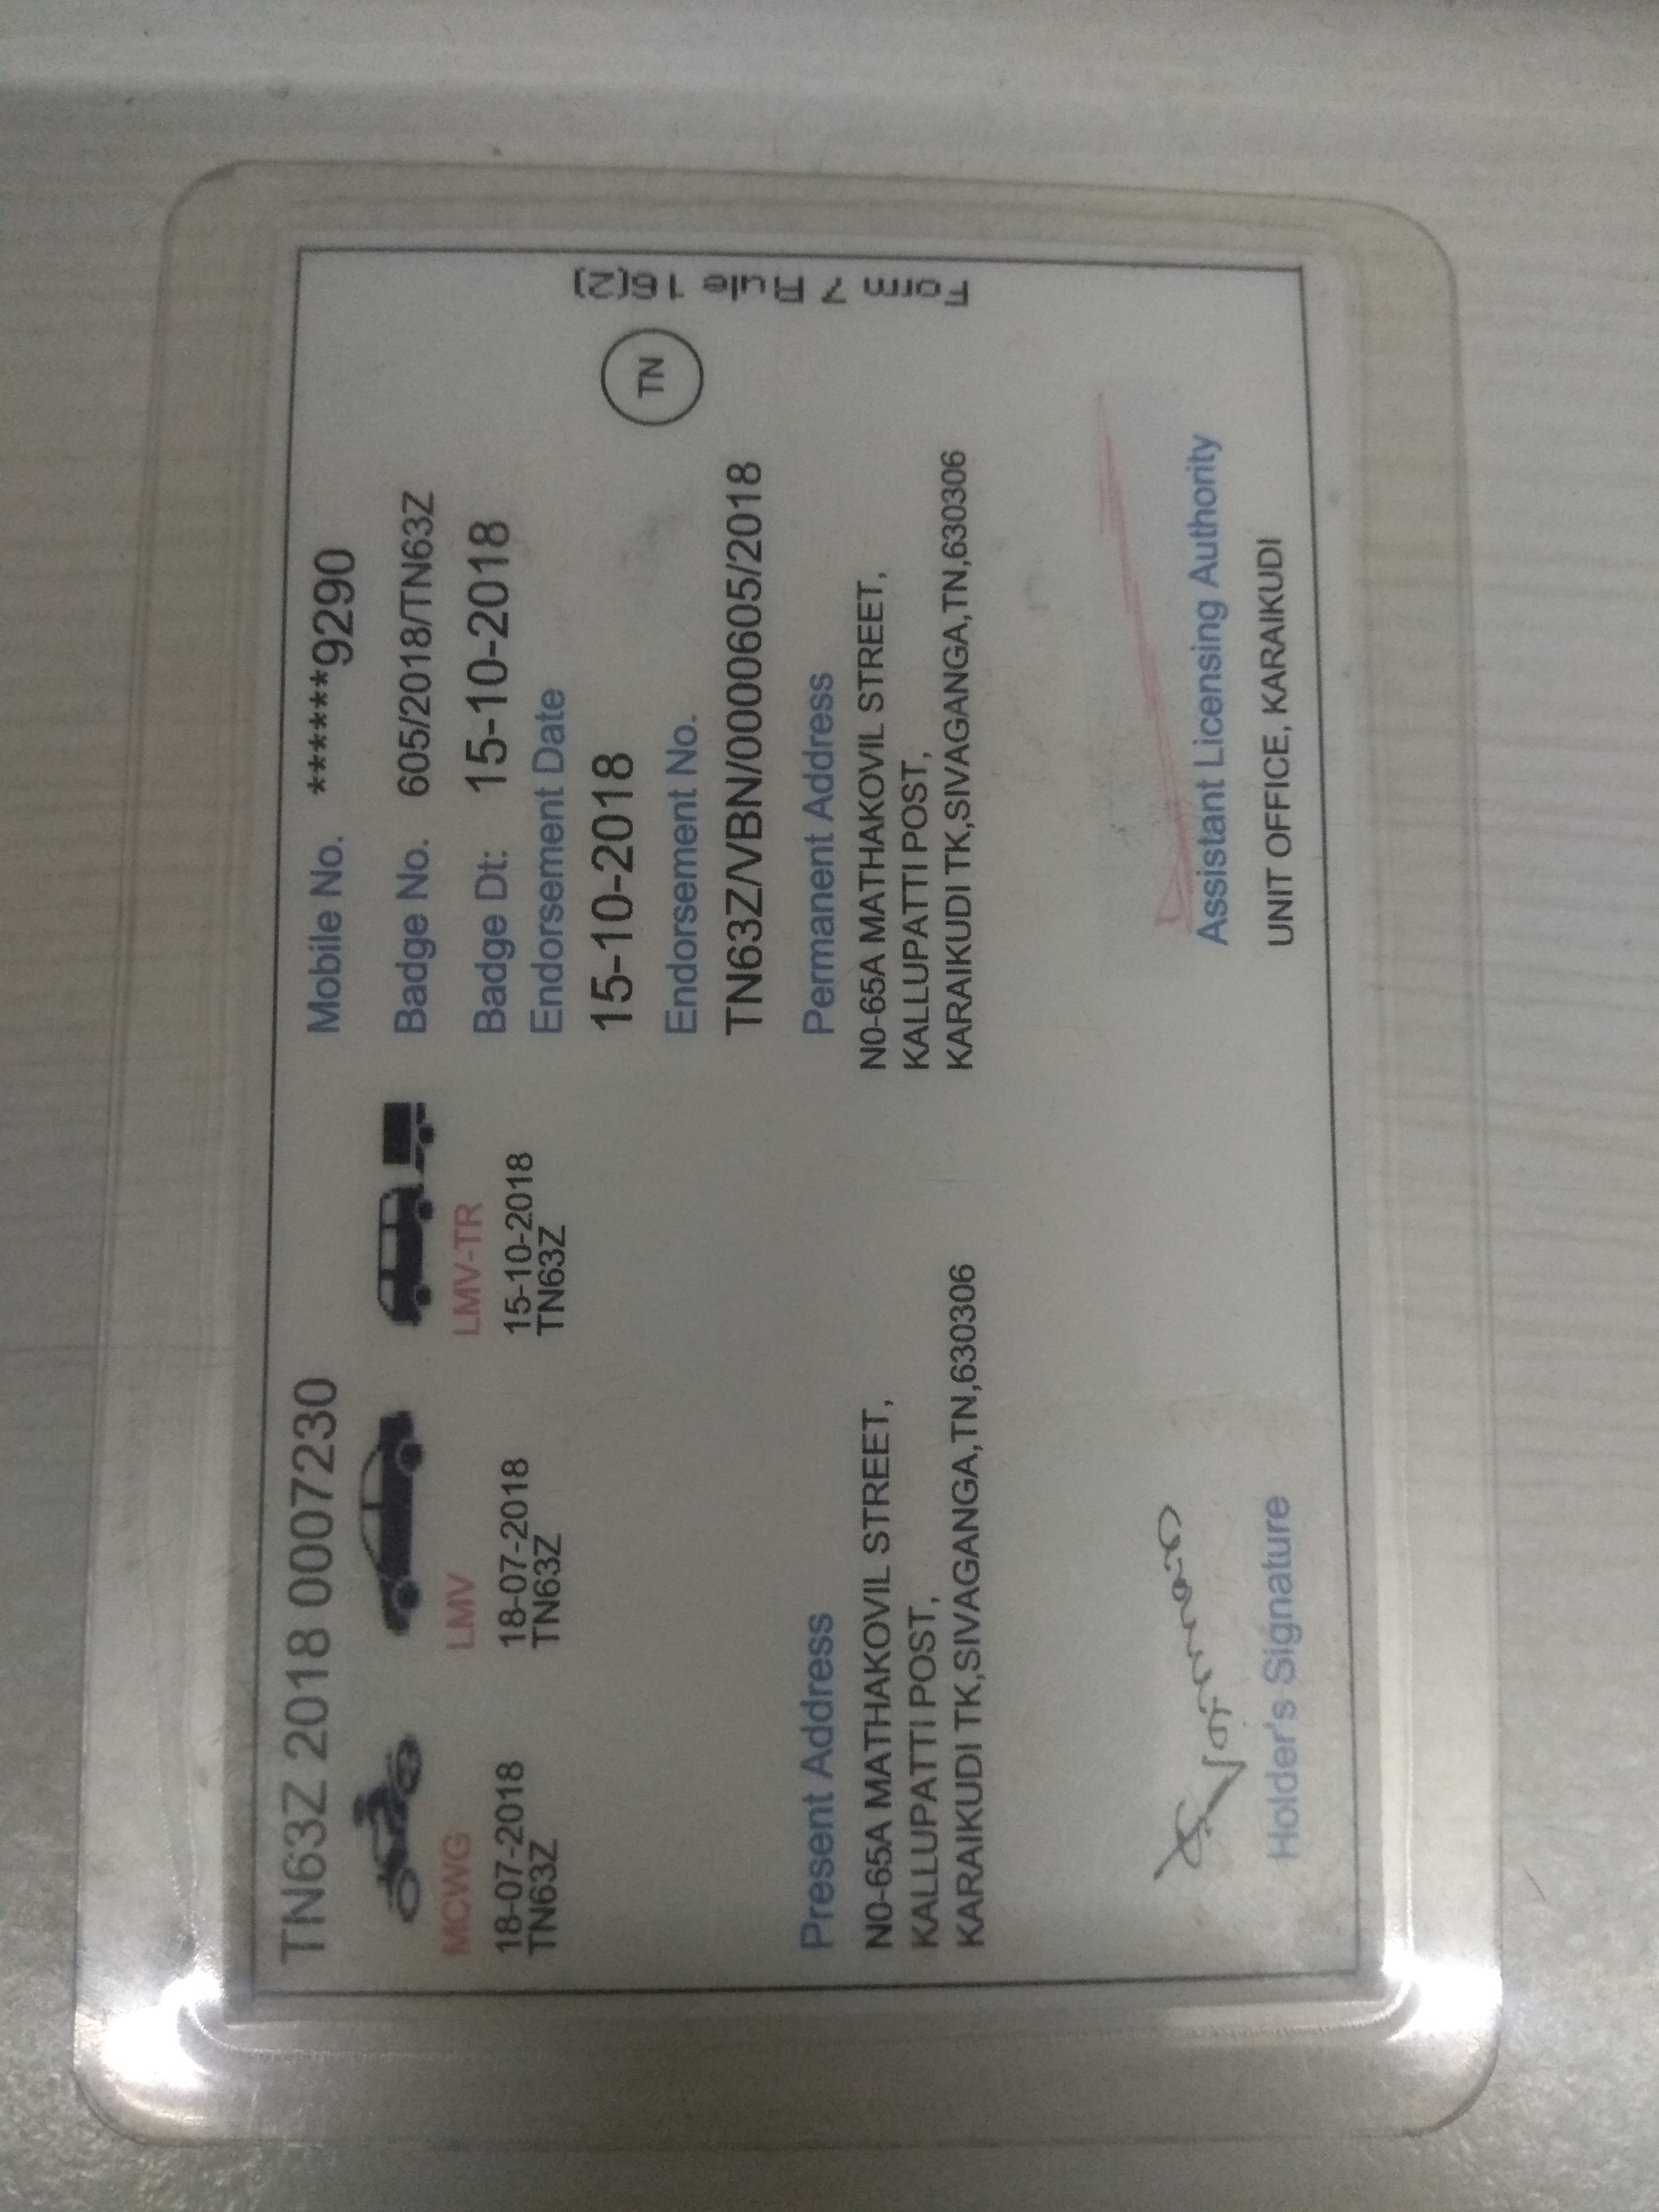 TN63Z 2018 0007230
MCWG
18-07-2018
TN63Z
LMV
18-07-2018
TN63Z
LMV-TR
15-10-2018
TN63Z
Mobile No. ******9290
Badge No. 605/2018/TN63Z
Badge Dt: 15-10-2018
Endorsement Date
15-10-2018
Endorsement No.
TN63Z/VBN/0000605/2018
TN
Form 7 Rule 16(2)
Present Address
N0-65A MATHAKOVIL STREET,
KALLUPATTI POST,
KARAIKUDI TK,SIVAGANGA,TN,630306
Permanent Address
N0-65A MATHAKOVIL STREET,
KALLUPATTI POST,
KARAIKUDI TK,SIVAGANGA,TN,630306
Holder's Signature
Assistant Licensing Authority
UNIT OFFICE, KARAIKUDI